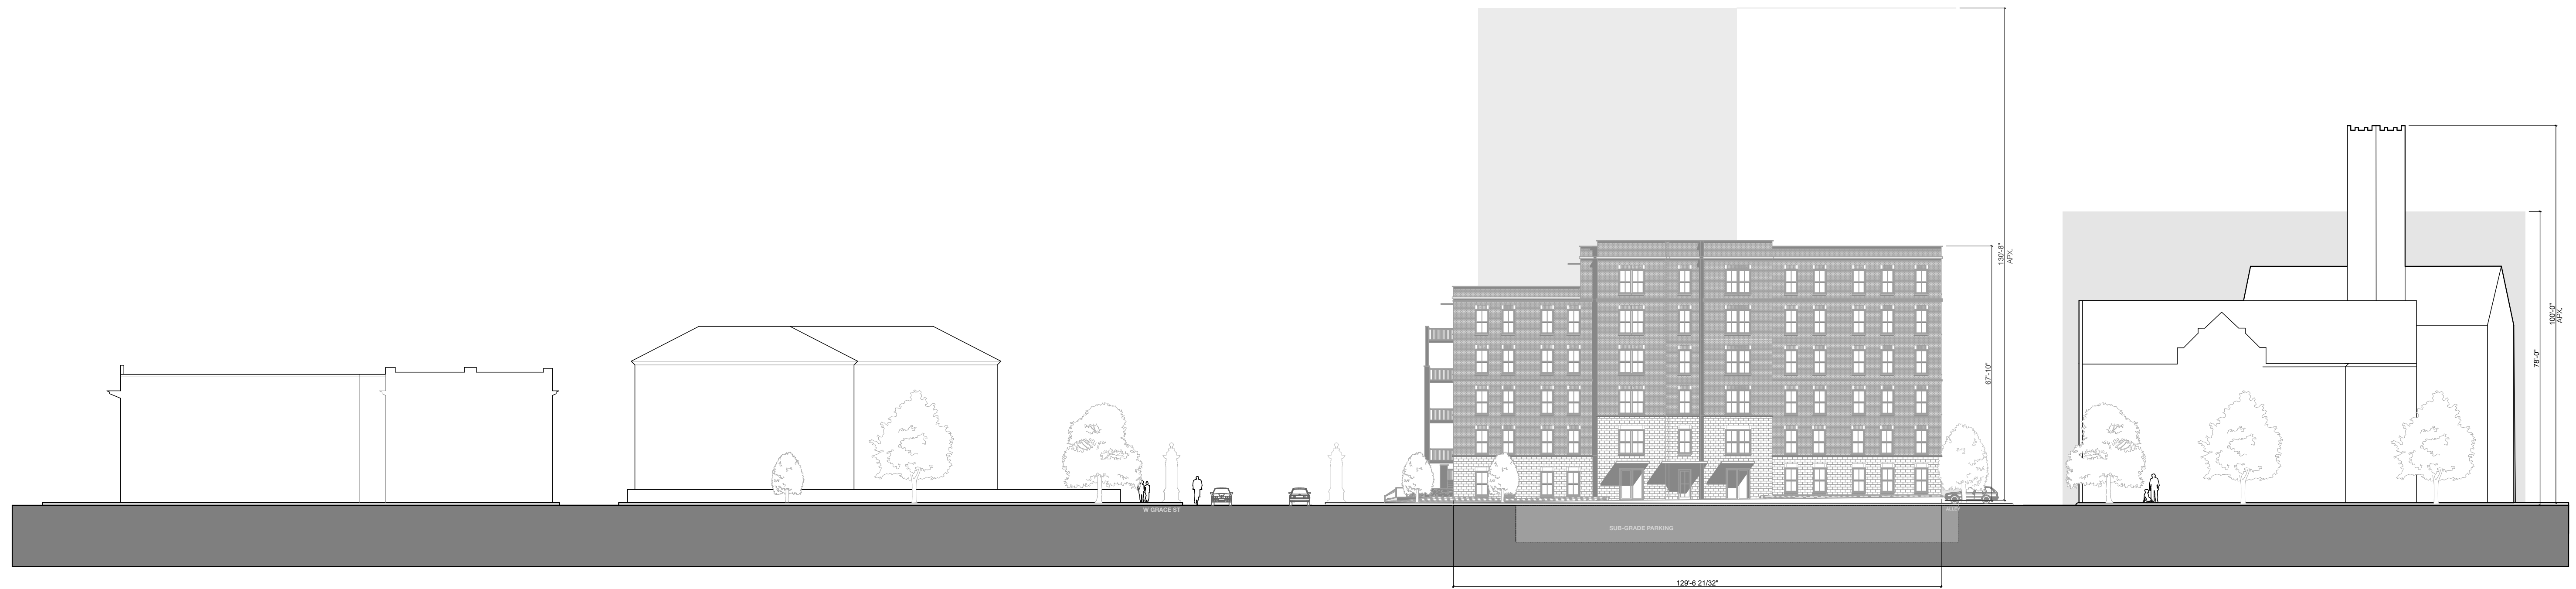 130'-8"
APX.
67'-10"
100'-0"
APX.
78'-0"
W GRACE ST
ALLEY
SUB-GRADE PARKING
129'-6 21/32"